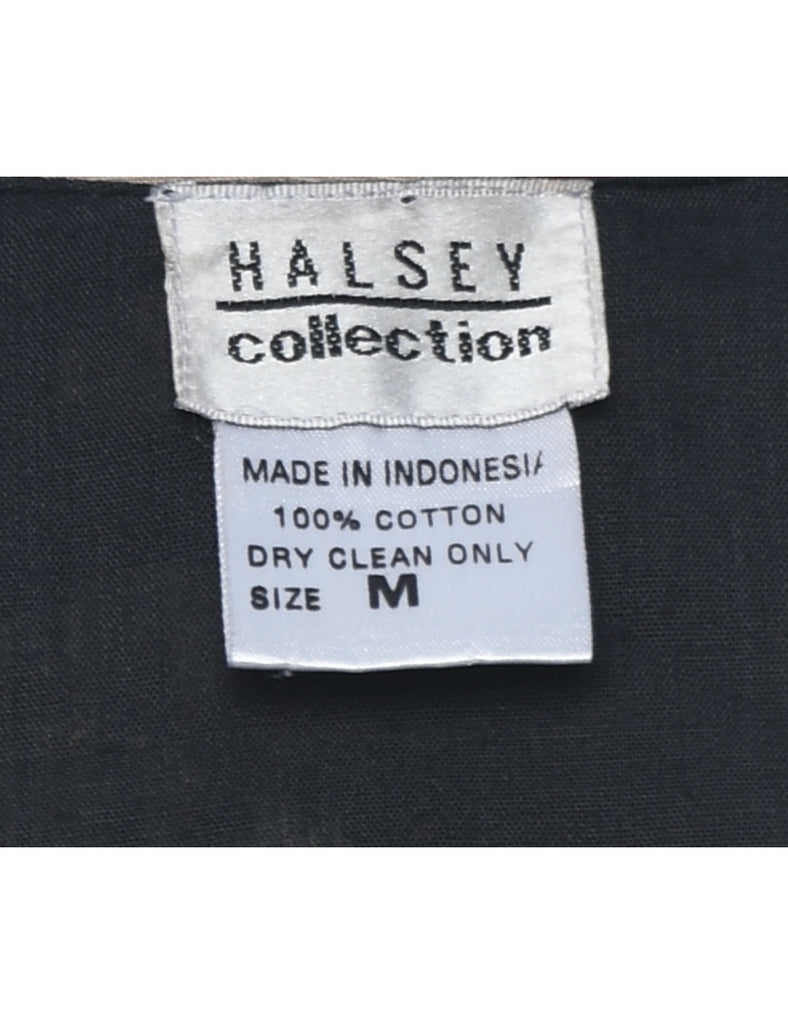 HALSEY
collection
MADE IN INDONESIA
100% COTTON
DRY CLEAN ONLY
SIZE M